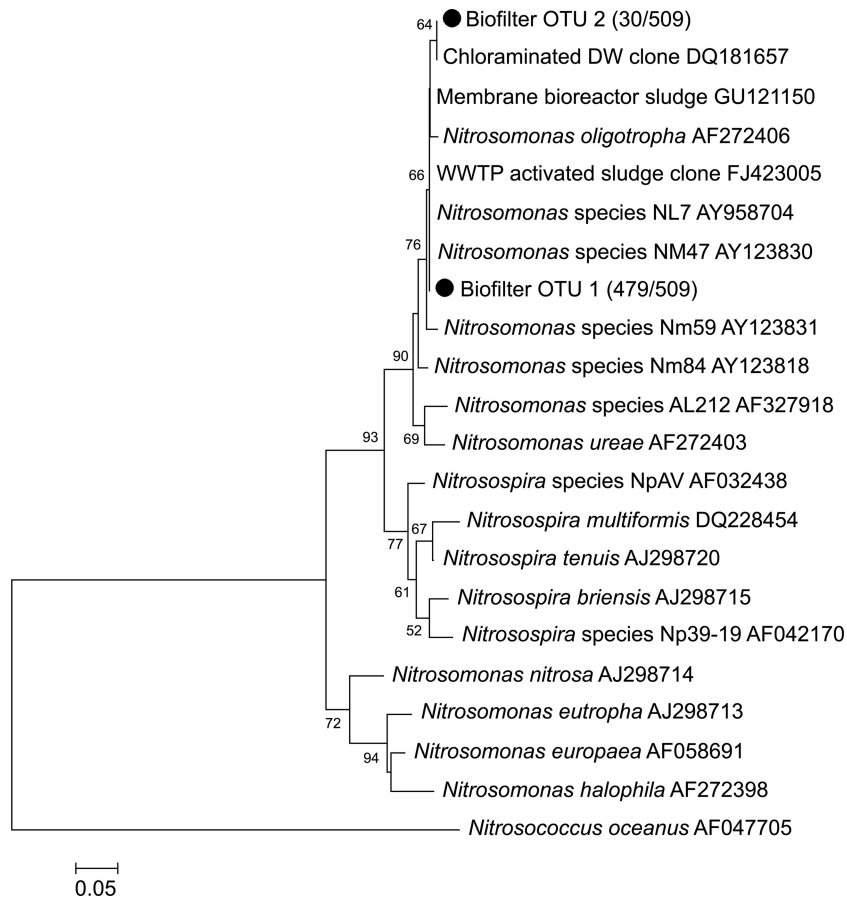 64
Biofilter OTU 2 (30/509)
Chloraminated DW clone DQ181657
Membrane bioreactor sludge GU121150
Nitrosomonas oligotropha AF272406
66
WWTP activated sludge clone FJ423005
Nitrosomonas species NL7 AY958704
76
Nitrosomonas species NM47 AY123830
Biofilter OTU 1 (479/509)
Nitrosomonas species Nm59 AY123831
90
Nitrosomonas species Nm84 AY123818
Nitrosomonas species AL212 AF327918
93
69
Nitrosomonas ureae AF272403
Nitrosospira species NpAV AF032438
67
Nitrosospira multiformis DQ228454
77
Nitrosospira tenuis AJ298720
61
Nitrosospira briensis AJ298715
52
Nitrosospira species Np39-19 AF042170
Nitrosomonas nitrosa AJ298714
72
Nitrosomonas eutropha AJ298713
94
Nitrosomonas europaea AF058691
Nitrosomonas halophila AF272398
Nitrosococcus oceanus AF047705
0.05